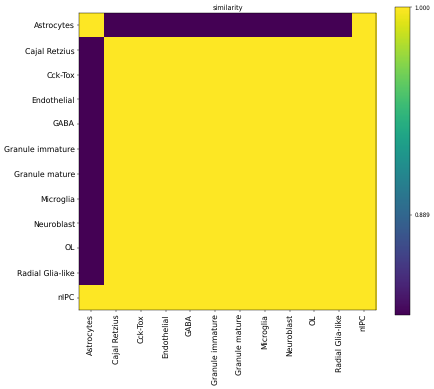 similarity
Astrocytes
Cajal Retzius
Cck-Tox
Endothelial
GABA
Granule immature
Granule mature
Microglia
Neuroblast
OL
Radial Glia-like
nIPC
Astrocytes
Cajal Retzius
Cck-Tox
Endothelial
GABA
Granule immature
Granule mature
Microglia
Neuroblast
OL
Radial Glia-like
nIPC
1.000
0.889